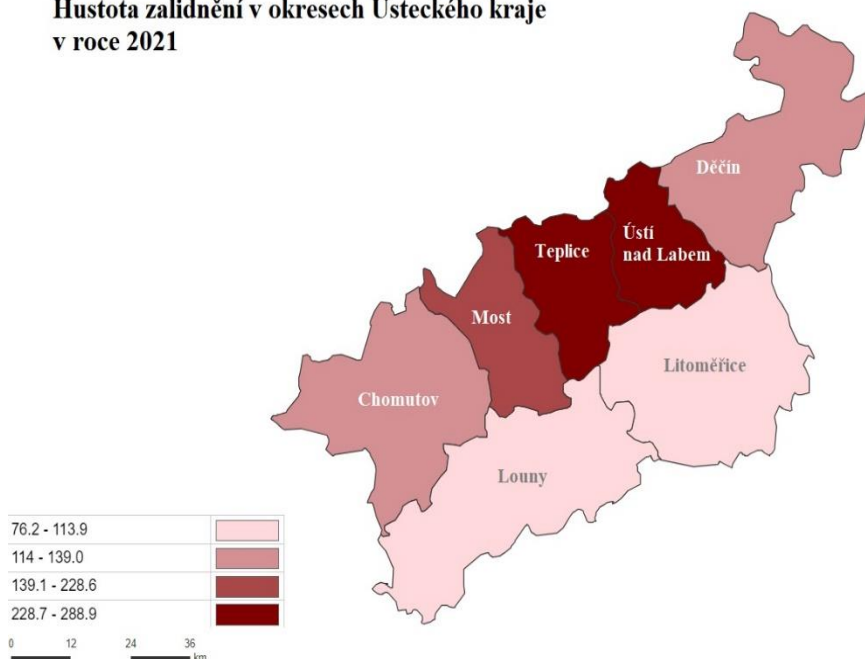 Hustota zalidnění v okresech Ústeckého kraje
v roce 2021
Děčín
Ústí
nad Labem
Teplice
Most
Litoměřice
Chomutov
Louny
76.2 - 113.9
114 - 139.0
139.1 - 228.6
228.7 - 288.9
0 12 24 36
km